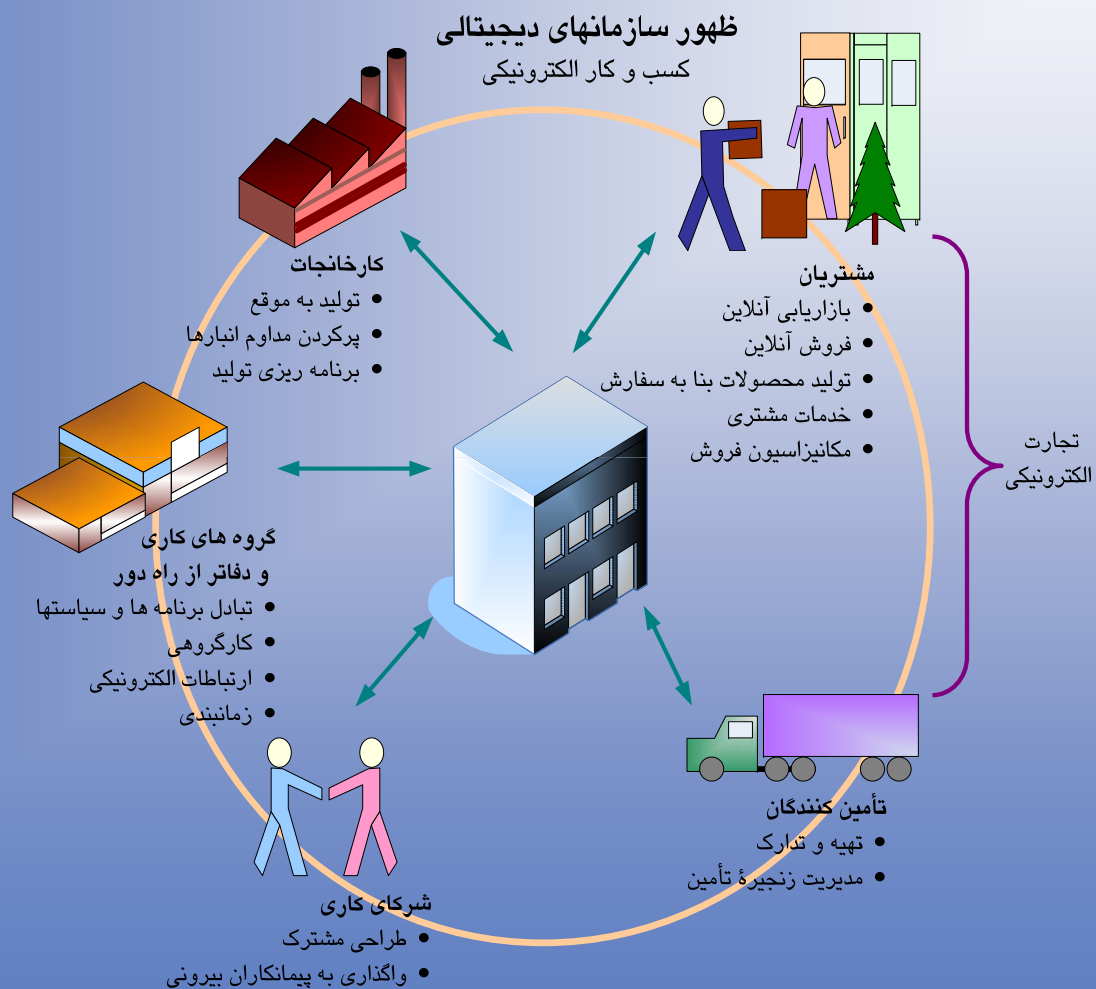 ظهور سازمانهای دیجیتالی
کسب و کار الکترونیکی
مشتریان
• بازاریابی آنلاین
• فروش آنلاین
• تولید محصولات بنا به سفارش
• خدمات مشتری
• مکانیزاسیون فروش
تجارت
الکترونیکی
کارخانجات
• تولید به موقع
• پرکردن مداوم انبارها
• برنامه ریزی تولید
گروه های کاری
و دفاتر از راه دور
• تبادل برنامه ها و سیاستها
• کارگروهی
• ارتباطات الکترونیکی
• زمانبندی
تأمین کنندگان
• تهیه و تدارک
• مدیریت زنجیرۀ تأمین
شرکای کاری
• طراحی مشترک
• واگذاری به پیمانکاران بیرونی